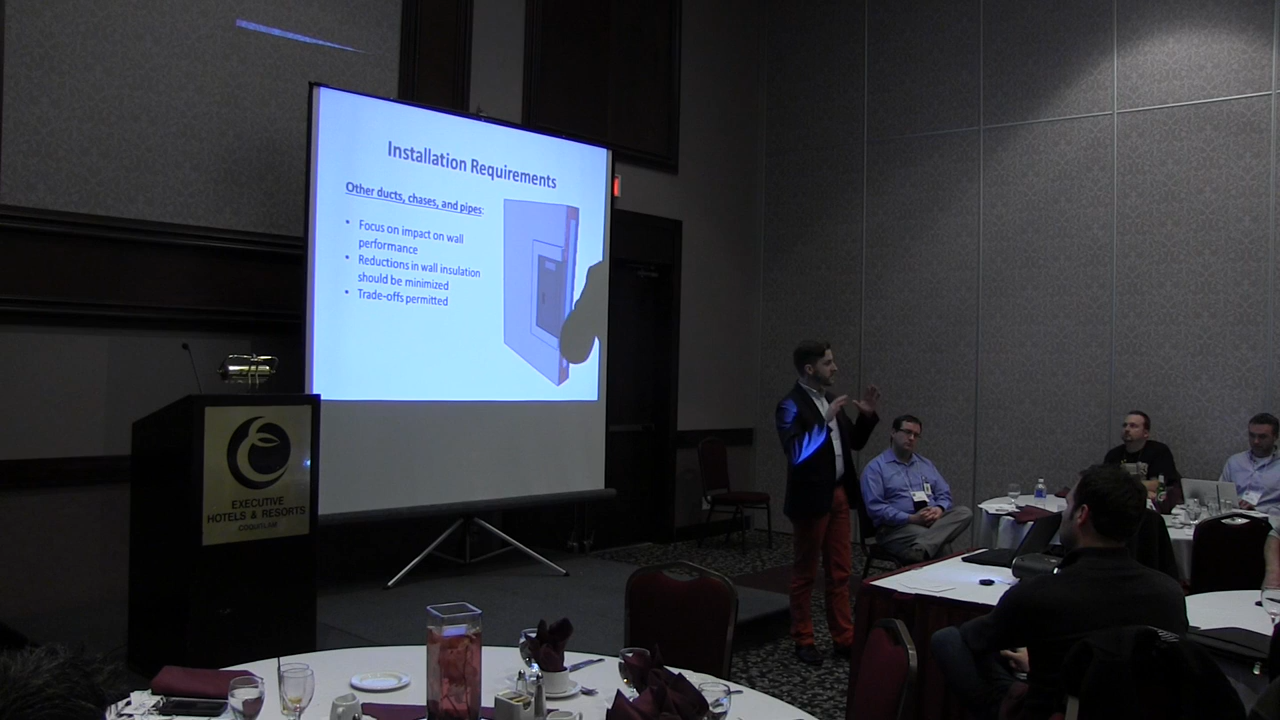 Installation Requirements
Other ducts, chases, and pipes:
• Focus on impact on wall
performance
• Reductions in wall insulation
should be minimized
• Trade-offs permitted
EXECUTIVE
HOTELS & RESORTS
COQUITLAM